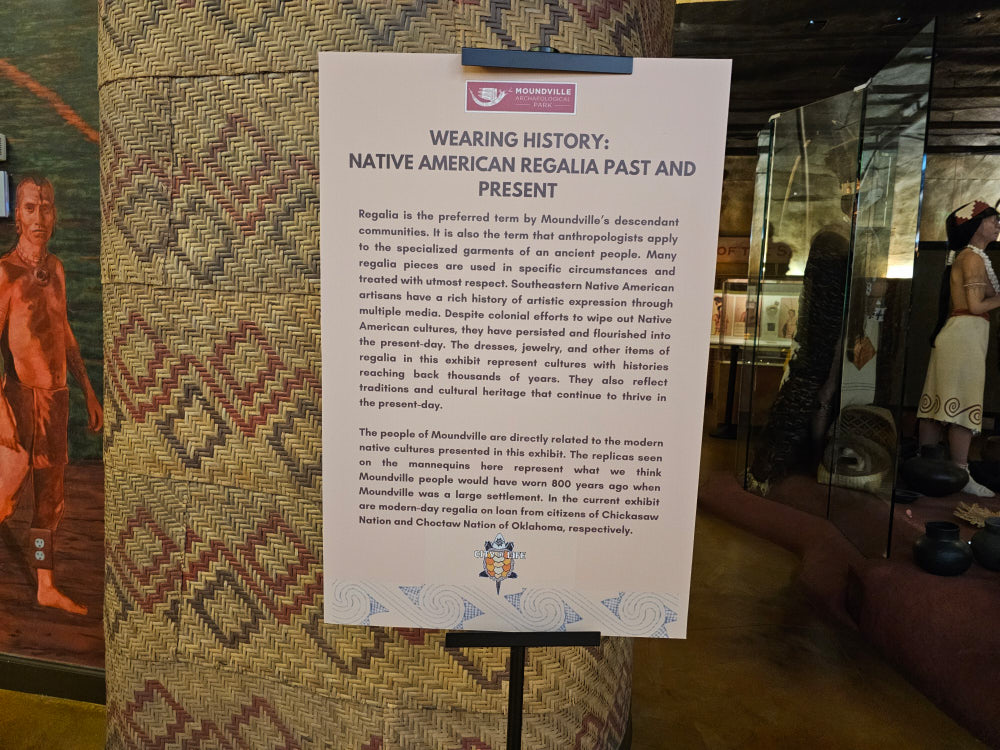 MOUNDVILLE
ARCHAEOLOGICAL
PARK
WEARING HISTORY:
NATIVE AMERICAN REGALIA PAST AND
PRESENT
Regalia is the preferred term by Moundville's descendant
communities. It is also the term that anthropologists apply
to the specialized garments of an ancient people. Many
regalia pieces are used in specific circumstances and
treated with utmost respect. Southeastern Native American
artisans have a rich history of artistic expression through
multiple media. Despite colonial efforts to wipe out Native
American cultures, they have persisted and flourished into
the present-day. The dresses, jewelry, and other items of
regalia in this exhibit represent cultures with histories
reaching back thousands of years. They also reflect
traditions and cultural heritage that continue to thrive in
the present-day.
The people of Moundville are directly related to the modern
native cultures presented in this exhibit. The replicas seen
on the mannequins here represent what we think
Moundville people would have worn 800 years ago when
Moundville was a large settlement. In the current exhibit
are modern-day regalia on loan from citizens of Chickasaw
Nation and Choctaw Nation of Oklahoma, respectively.